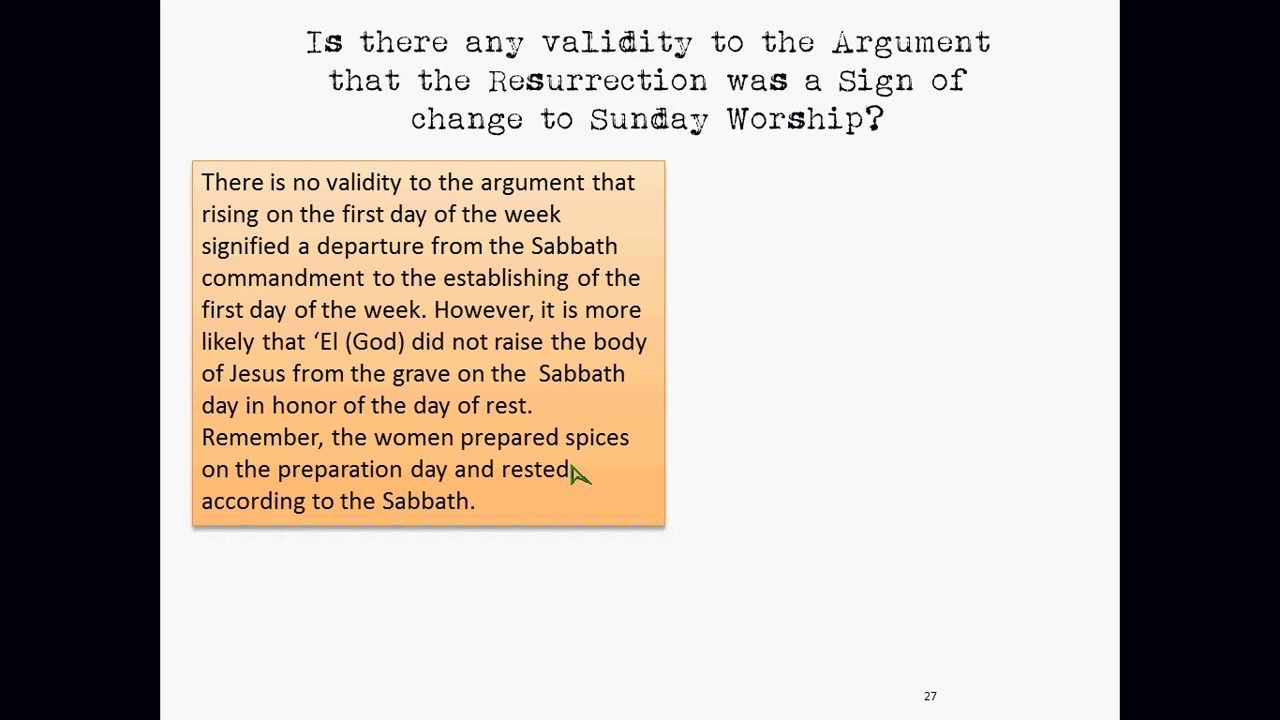 Is there any validity to the Argument
that the Resurrection was a Sign of
change to Sunday Worship?
There is no validity to the argument that
rising on the first day of the week
signified a departure from the Sabbath
commandment to the establishing of the
first day of the week. However, it is more
likely that ‘El (God) did not raise the body
of Jesus from the grave on the  Sabbath
day in honor of the day of rest.
Remember, the women prepared spices
on the preparation day and rested
according to the Sabbath.
27